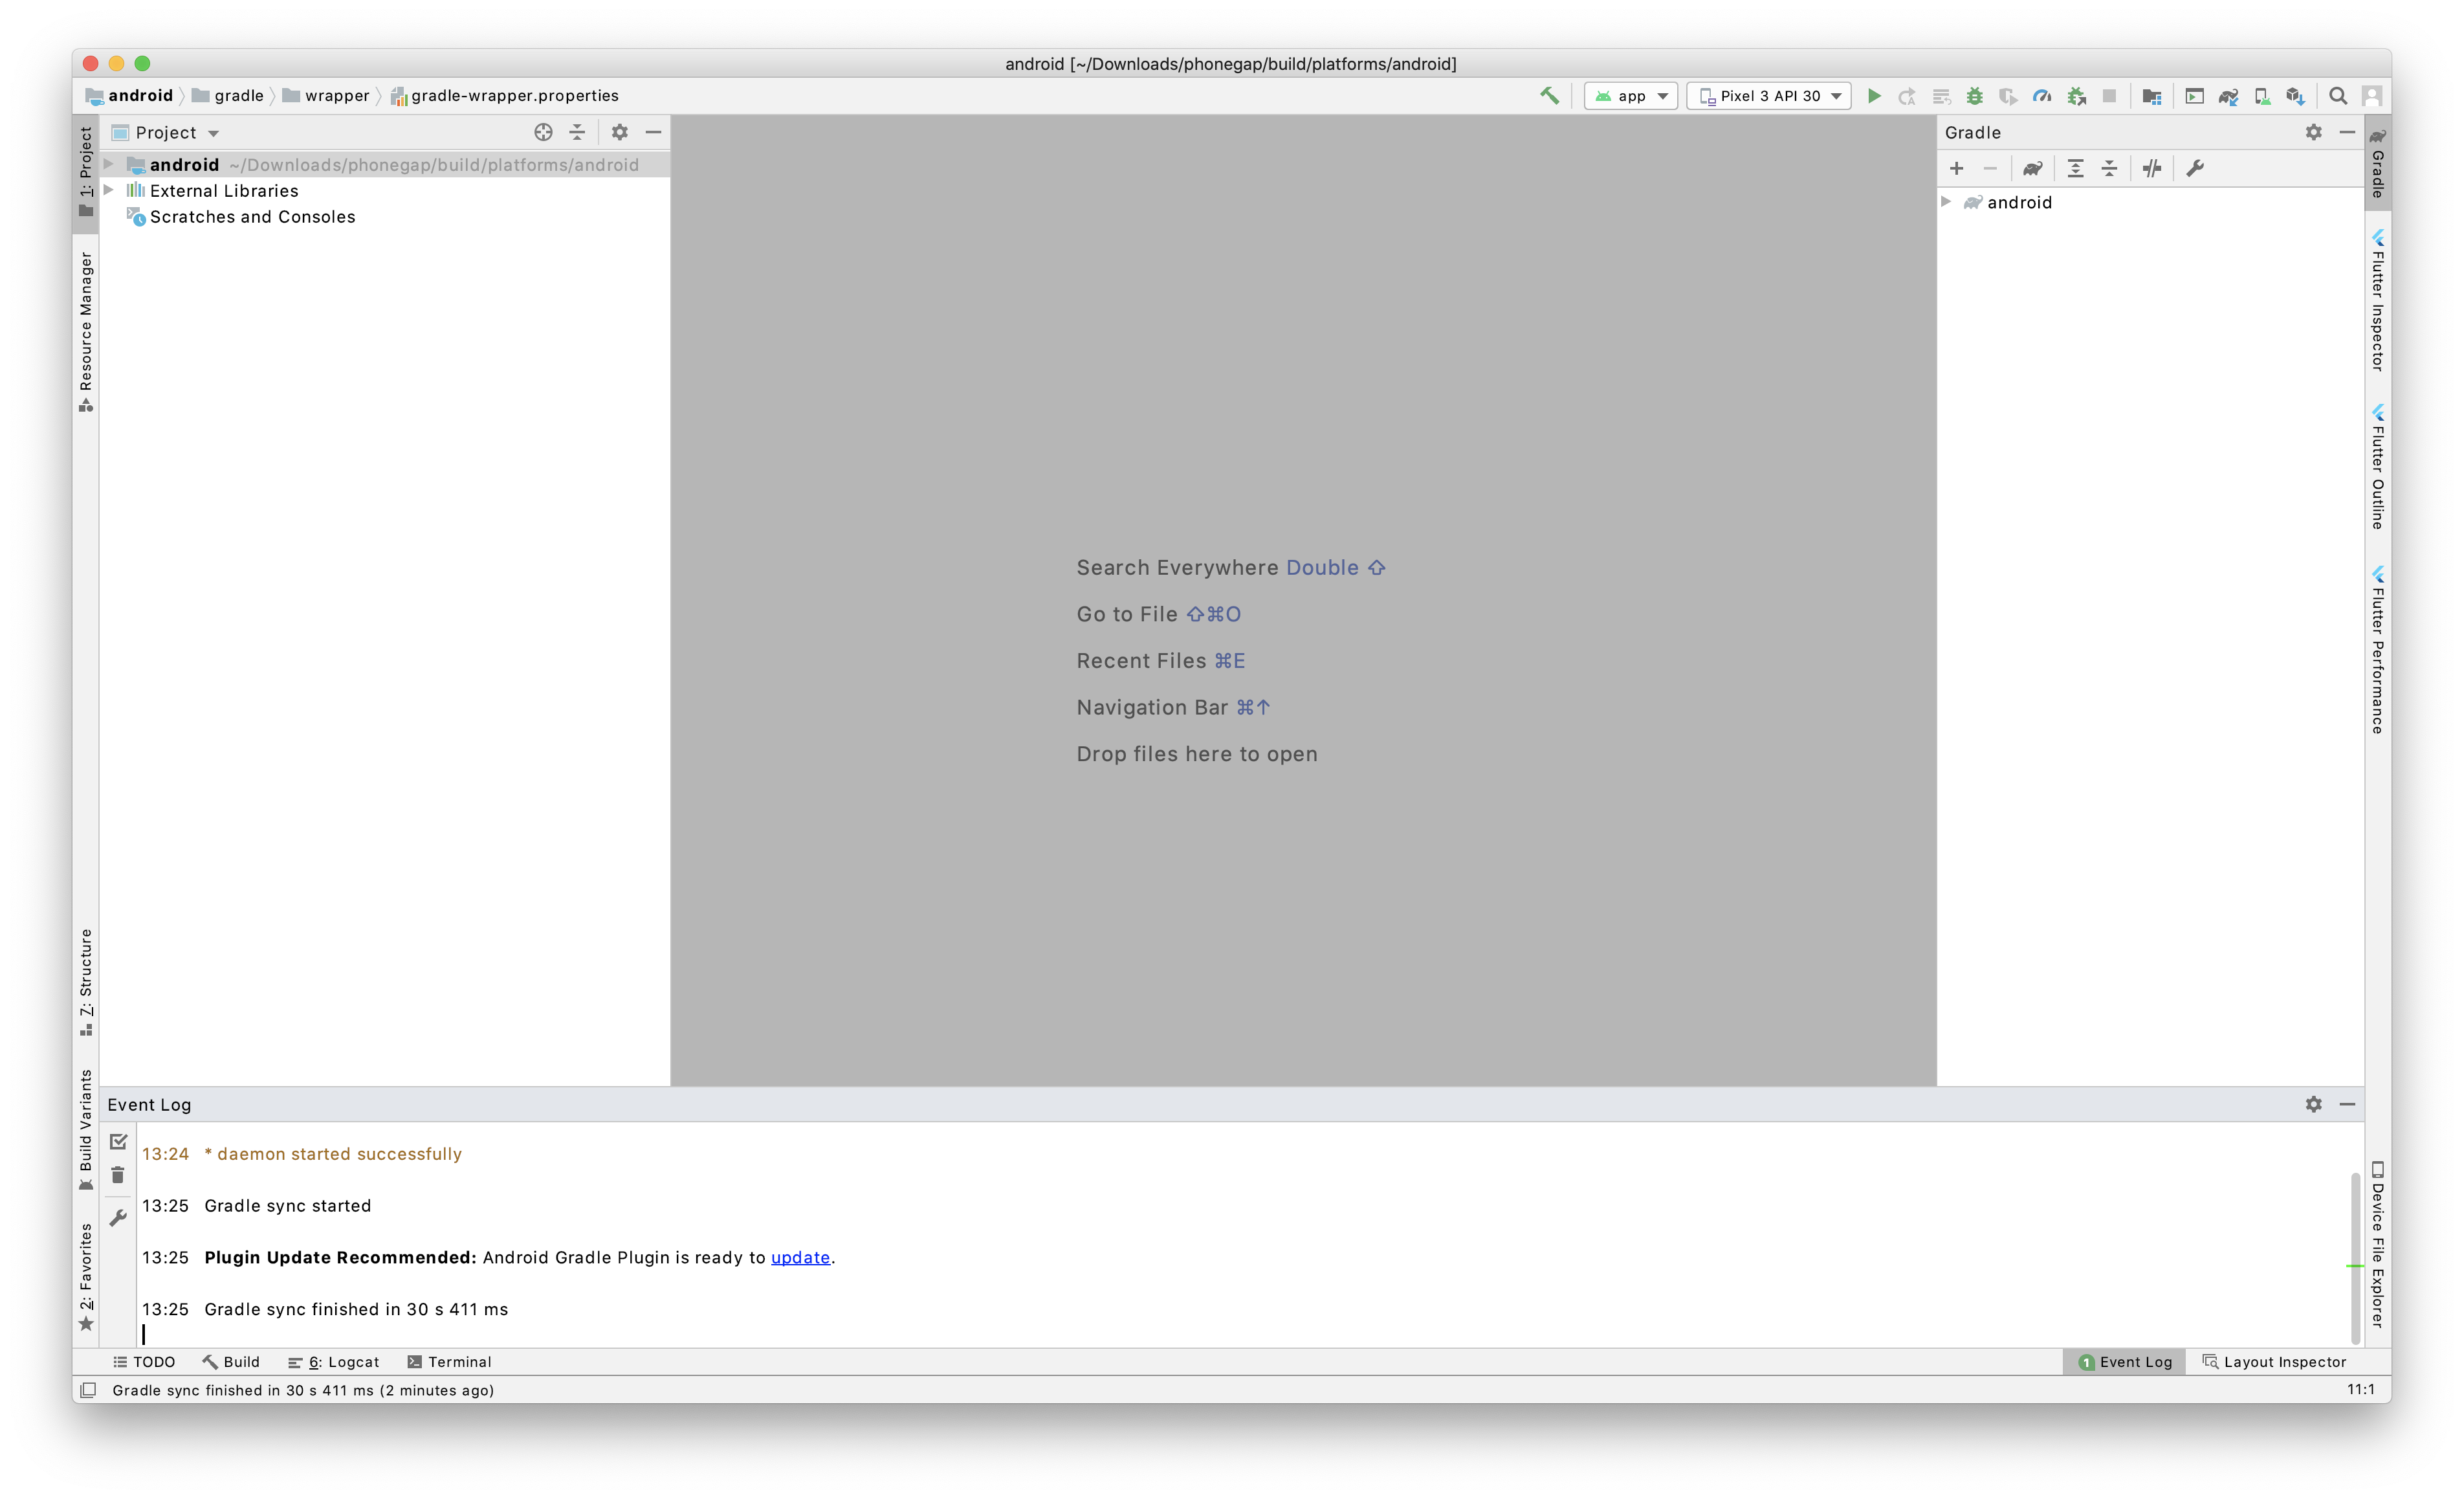 android [~/Downloads/phonegap/build/platforms/android]
android gradle wrapper gradle-wrapper.properties
app Pixel 3 API 30
1: Project
Resource Manager
7: Structure
Build Variants
2: Favorites
Project
android ~/Downloads/phonegap/build/platforms/android
External Libraries
Scratches and Consoles
Search Everywhere Double ⇧
Go to File ⇧⌘O
Recent Files ⌘E
Navigation Bar ⌘↑
Drop files here to open
Gradle
android
Gradle
Flutter Inspector
Flutter Outline
Flutter Performance
Device File Explorer
Event Log
13:24 * daemon started successfully
13:25 Gradle sync started
13:25 Plugin Update Recommended: Android Gradle Plugin is ready to update.
13:25 Gradle sync finished in 30 s 411 ms
TODO Build 6: Logcat Terminal 1 Event Log Layout Inspector
Gradle sync finished in 30 s 411 ms (2 minutes ago) 11:1